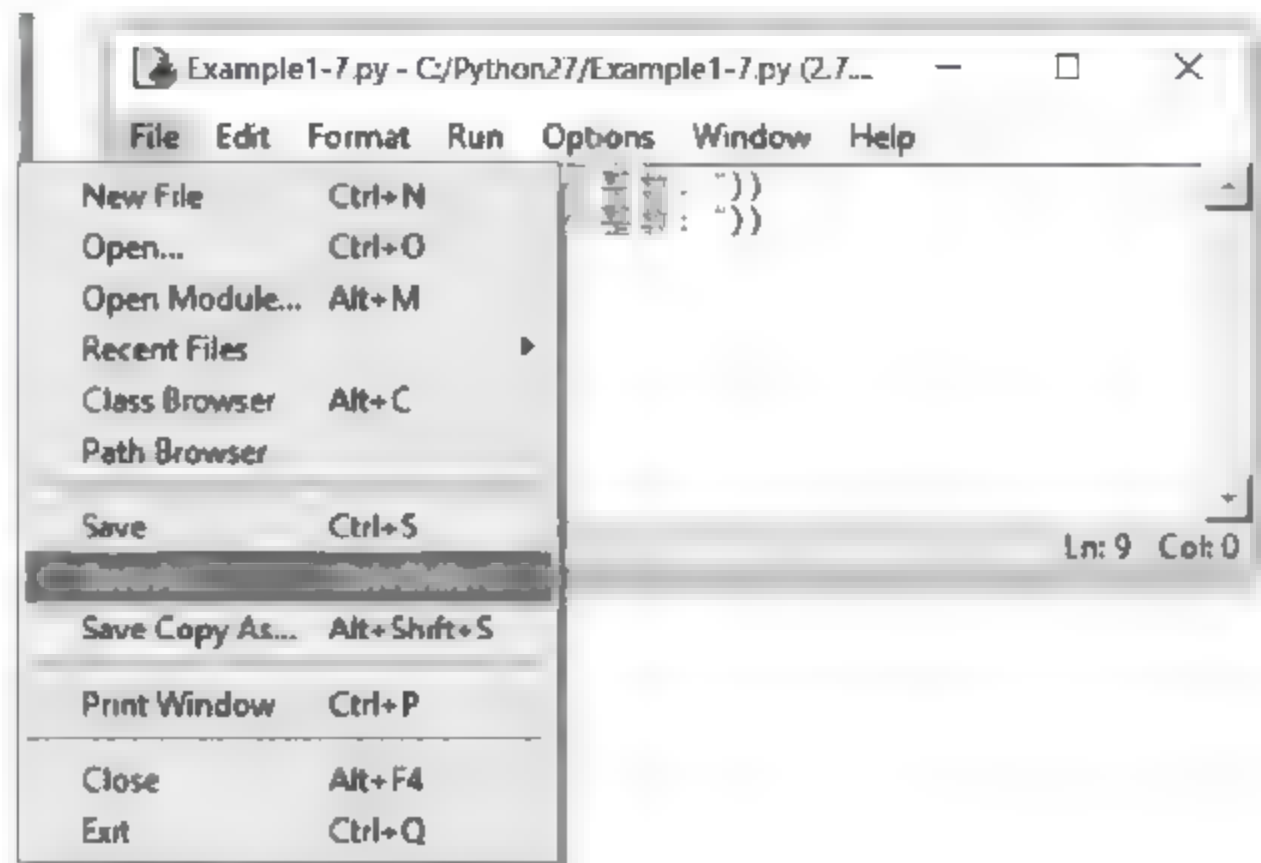 Example1-7.py - C:/Python27/Example1-7.py (2.7...
File Edit Format Run Options Window Help
"))
: "))
New File Ctrl+N
Open... Ctrl+O
Open Module... Alt+M
Recent Files
Class Browser Alt+C
Path Browser
Save Ctrl+S
Save Copy As... Alt+Shift+S
Print Window Ctrl+P
Close Alt+F4
Exit Ctrl+Q
Ln: 9 Col: 0